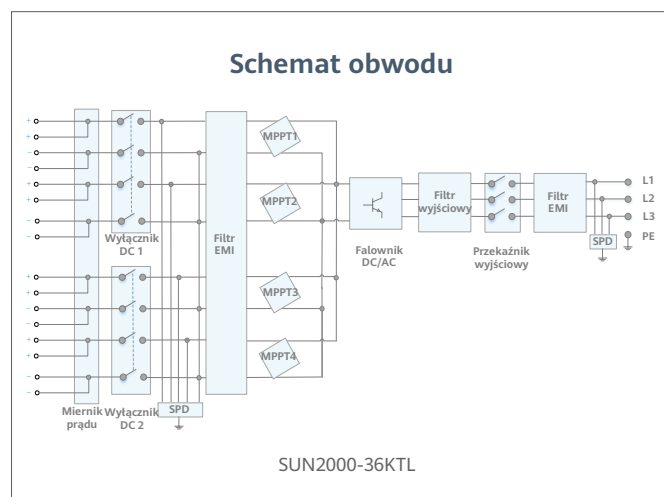 Schemat obwodu
+
+
-
-
+
+
-
-
+
+
-
-
+
+
-
-
Miernik
prądu
Wyłącznik
DC 1
Wyłącznik
DC 2
SPD
Filtr
EMI
MPPT1
MPPT2
MPPT3
MPPT4
Falownik
DC/AC
Filtr
wyjściowy
Przekaźnik
wyjściowy
Filtr
EMI
SPD
L1
L2
L3
PE
SUN2000-36KTL